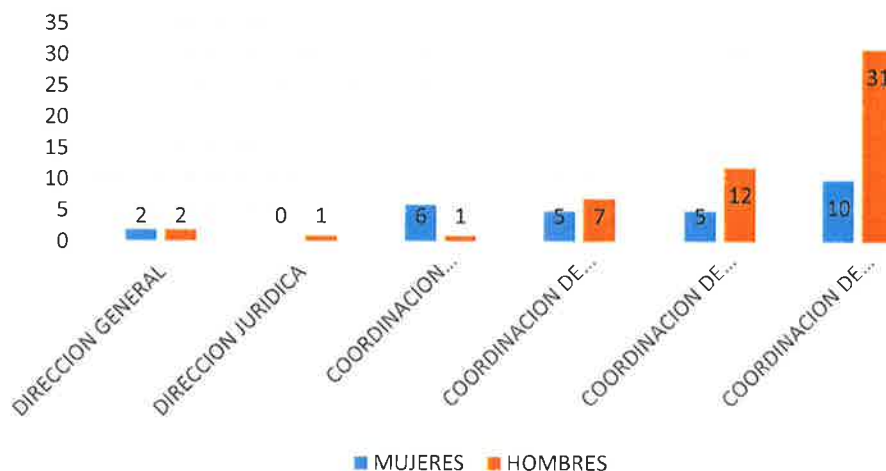 35
30
25
20
15
10
5
0
2 2 0 1 6 1 5 7 5 12 10 31
DIRECCION GENERAL
DIRECCION JURIDICA
COORDINACION...
COORDINACION DE...
COORDINACION DE...
COORDINACION DE...
MUJERES HOMBRES